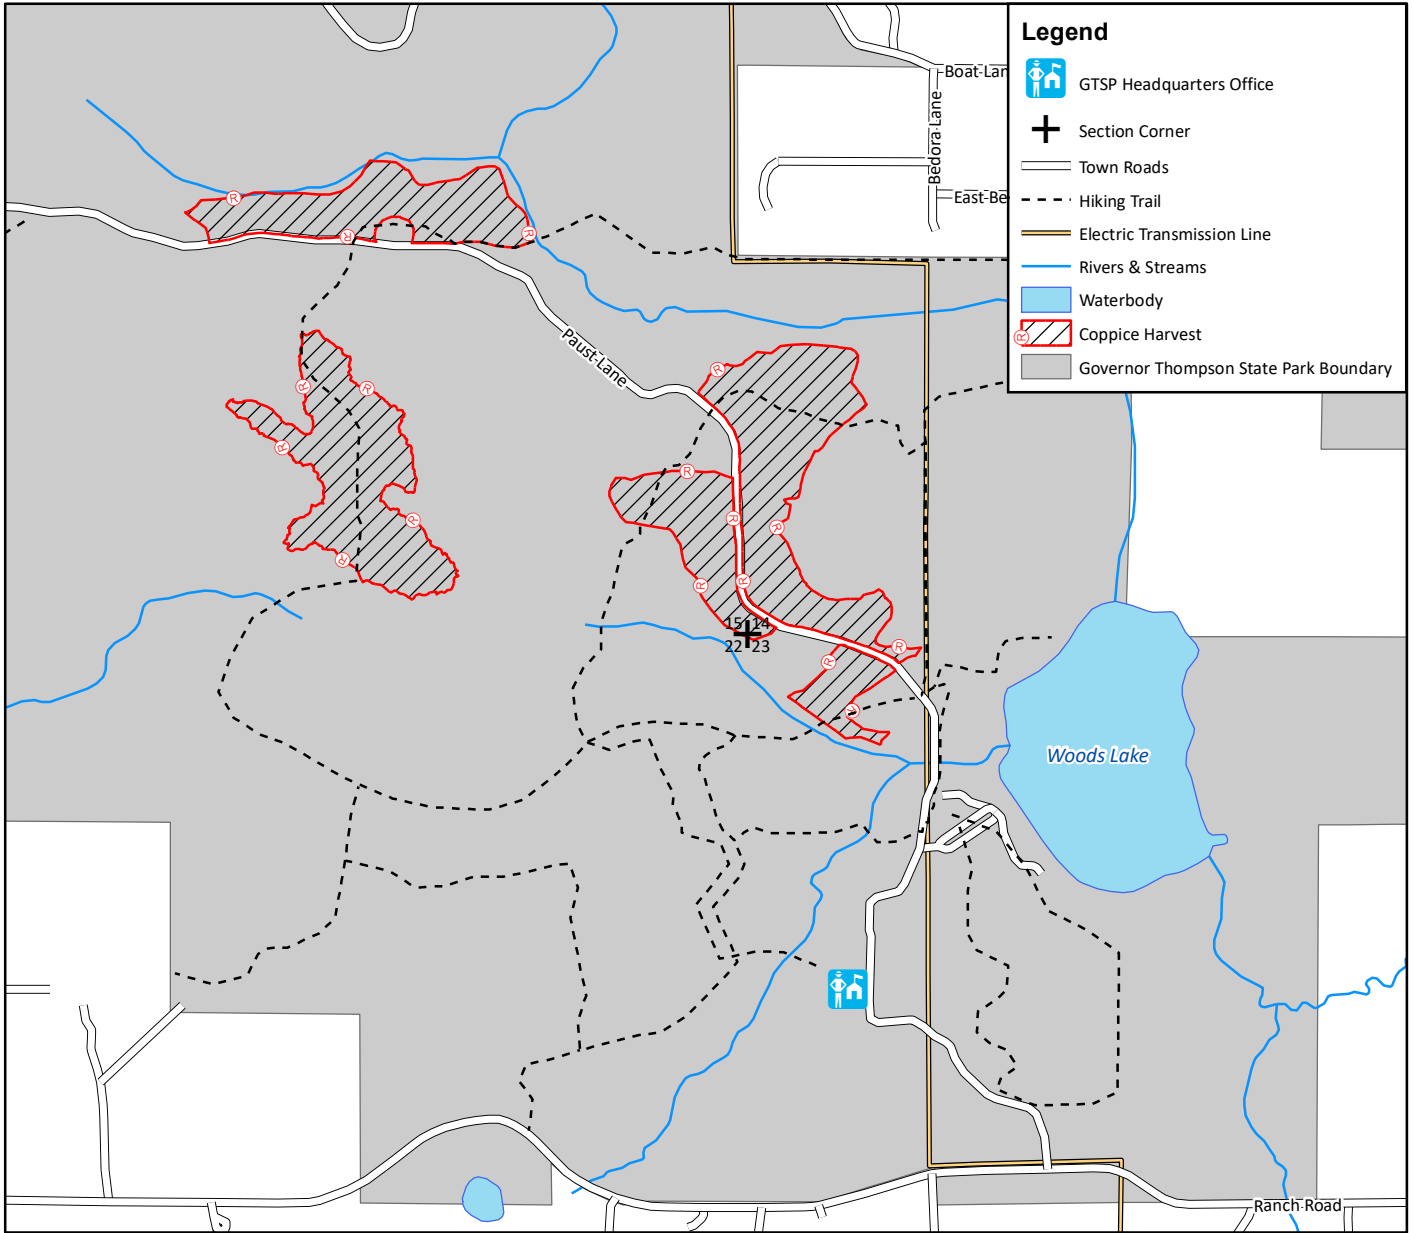 Legend
GTSP Headquarters Office
Section Corner
Town Roads
Hiking Trail
Electric Transmission Line
Rivers & Streams
Waterbody
R
Coppice Harvest
Governor Thompson State Park Boundary
Boat Lan
Bedora Lane
East Be
R
R
R
Paust Lane
R
R
R
R
R
R
R
R
R
R
R
R
15 14
22 23
R
R
R
Woods Lake
Ranch Road